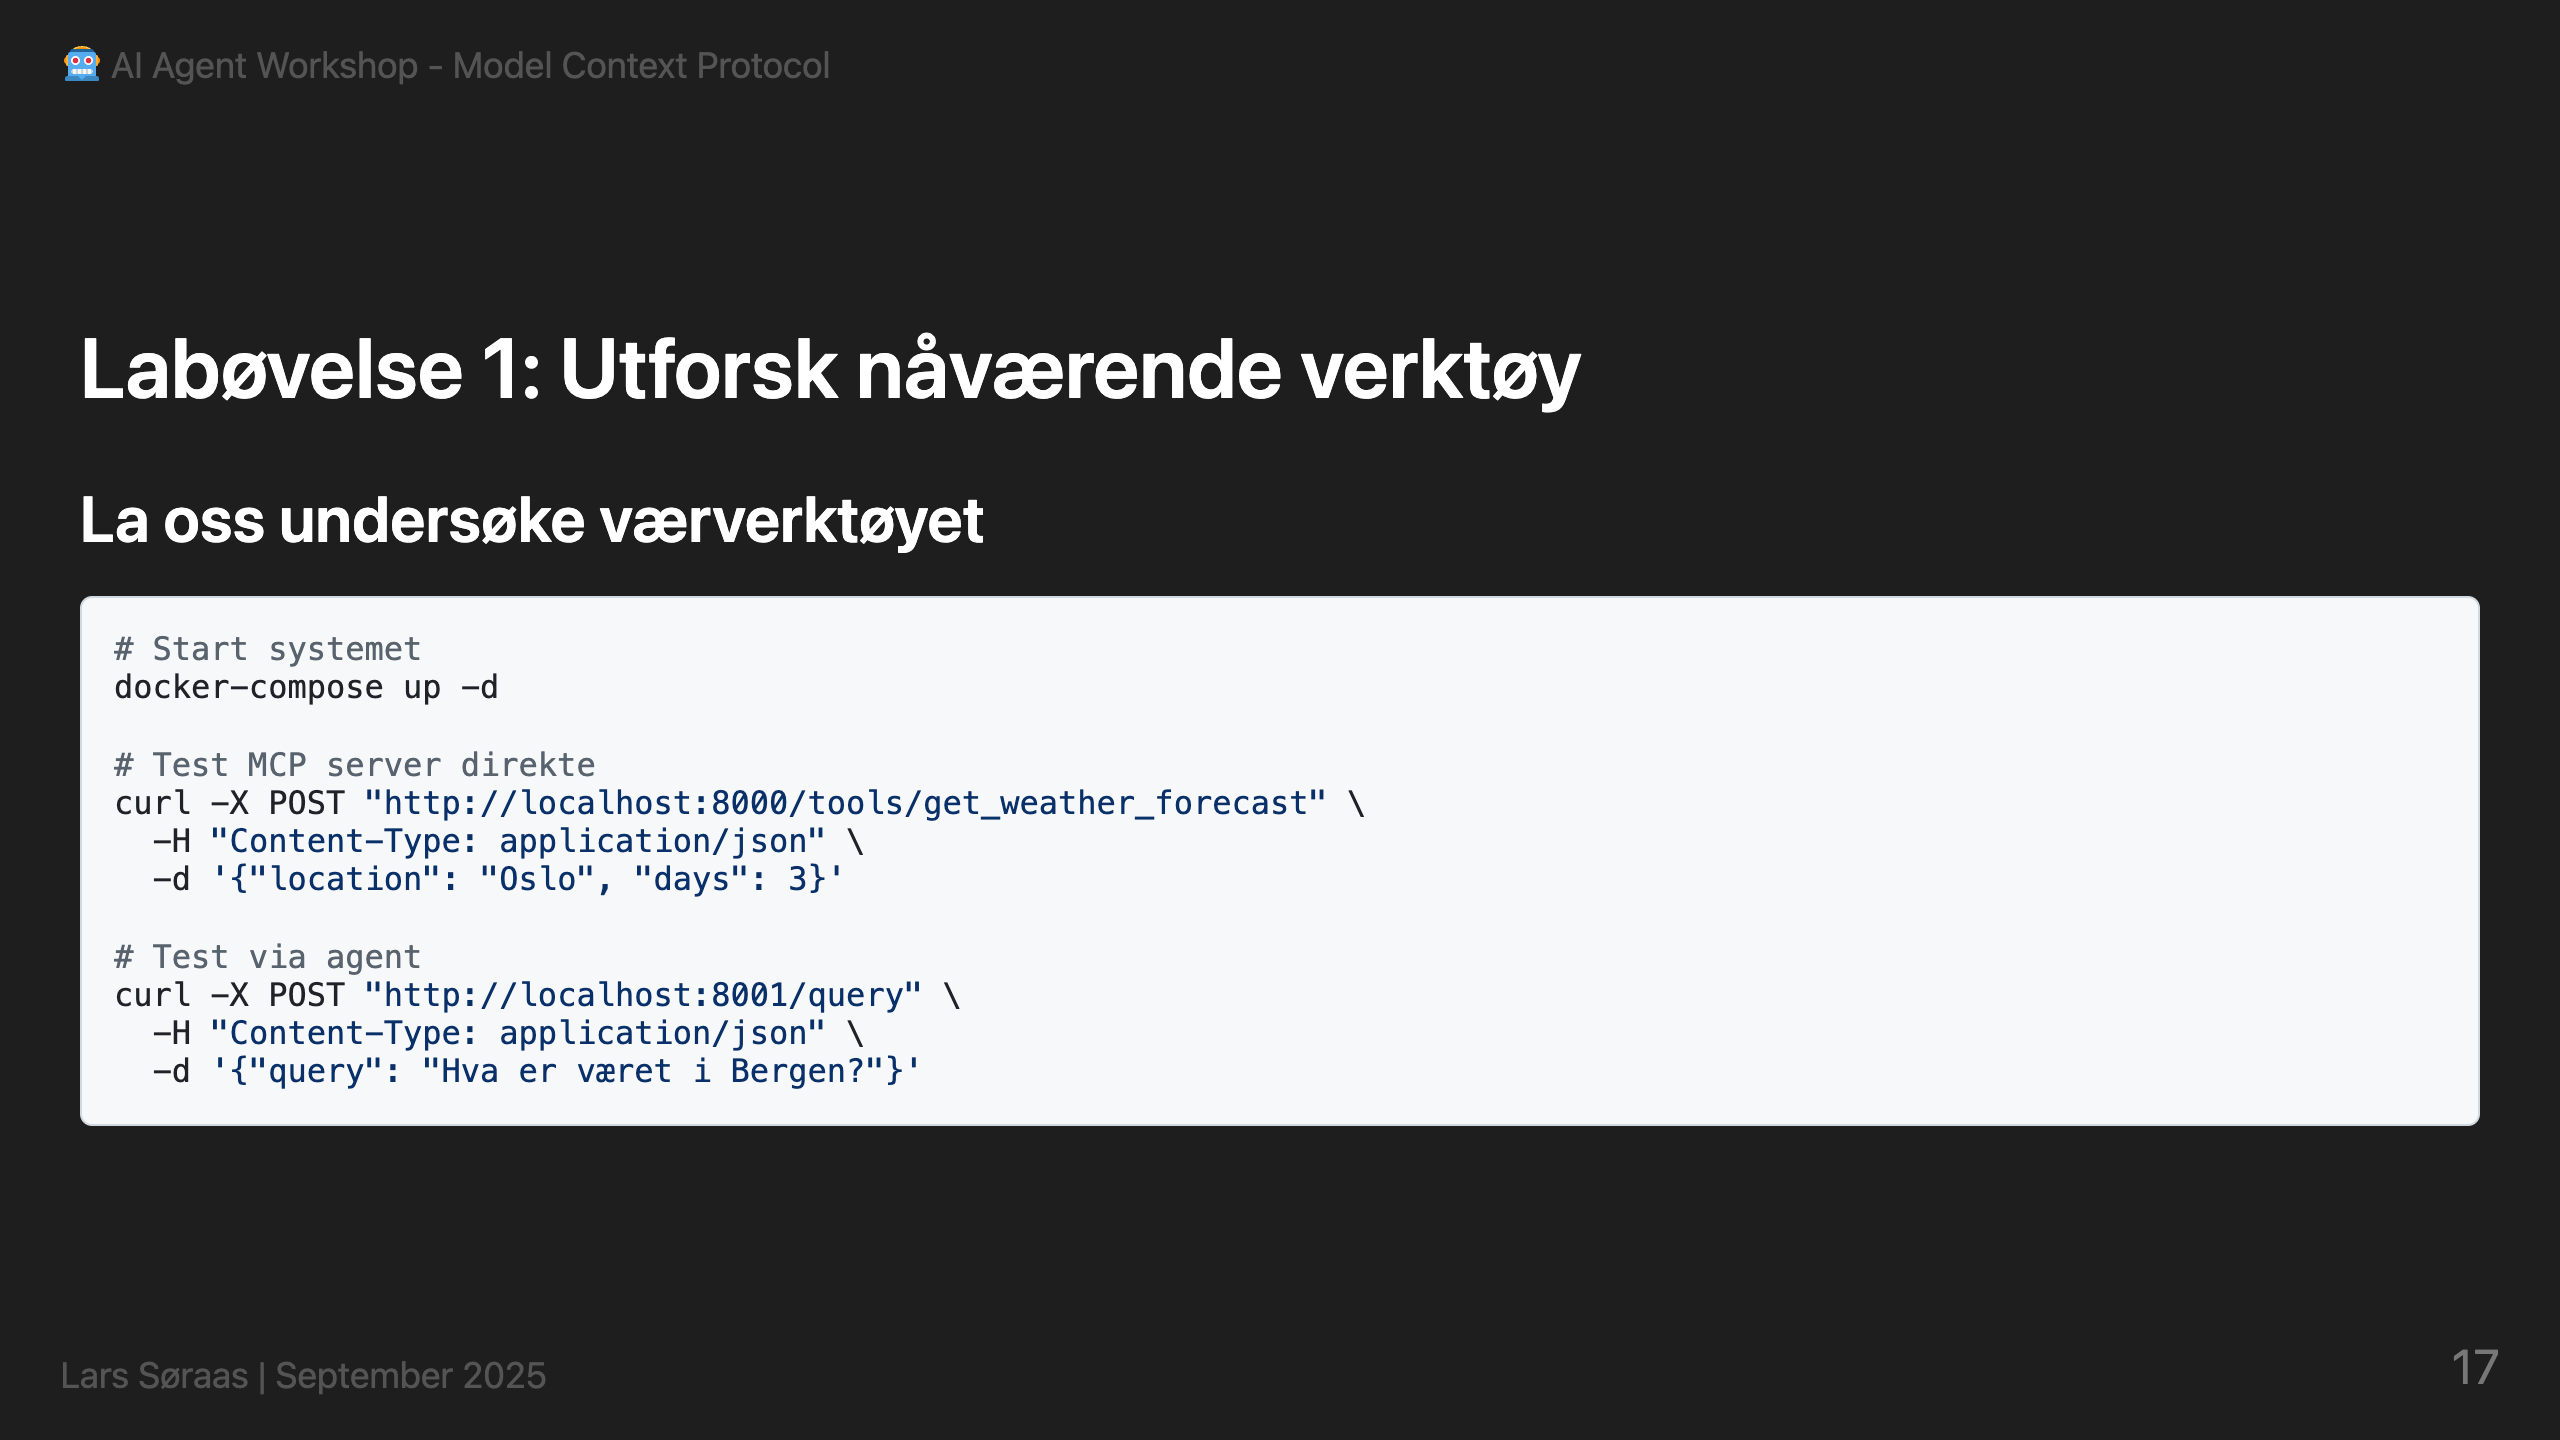 🤖 AI Agent Workshop - Model Context Protocol
Labøvelse 1: Utforsk nåværende verktøy
La oss undersøke værverktøyet
# Start systemet
docker-compose up -d
# Test MCP server direkte
curl -X POST "http://localhost:8000/tools/get_weather_forecast" \
  -H "Content-Type: application/json" \
  -d '{"location": "Oslo", "days": 3}'
# Test via agent
curl -X POST "http://localhost:8001/query" \
  -H "Content-Type: application/json" \
  -d '{"query": "Hva er været i Bergen?"}'
Lars Søraas | September 2025
17